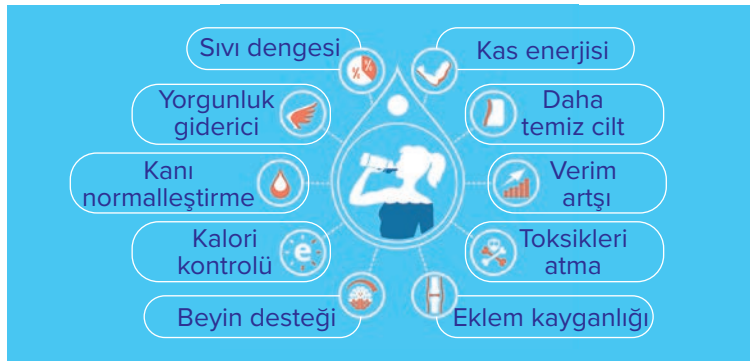 Sıvı dengesi
Kas enerjisi
Yorgunluk
giderici
Daha
temiz cilt
Kanı
normalleştirme
Verim
artşı
Kalori
kontrolü
Toksikleri
atma
Beyin desteği
Eklem kayganlığı
%
%
e